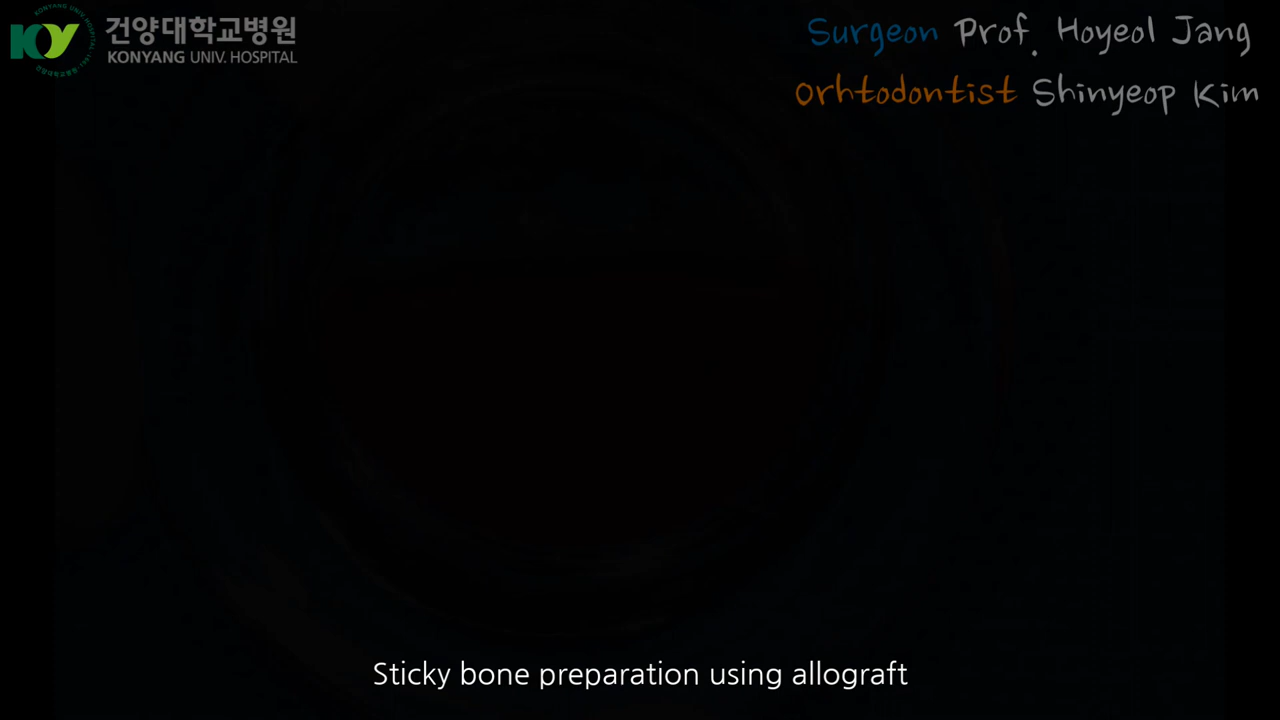 건양대학교병원
KONYANG UNIV. HOSPITAL
Surgeon Prof. Hoyeol Jang
Orhtodontist Shinyeop Kim
Sticky bone preparation using allograft